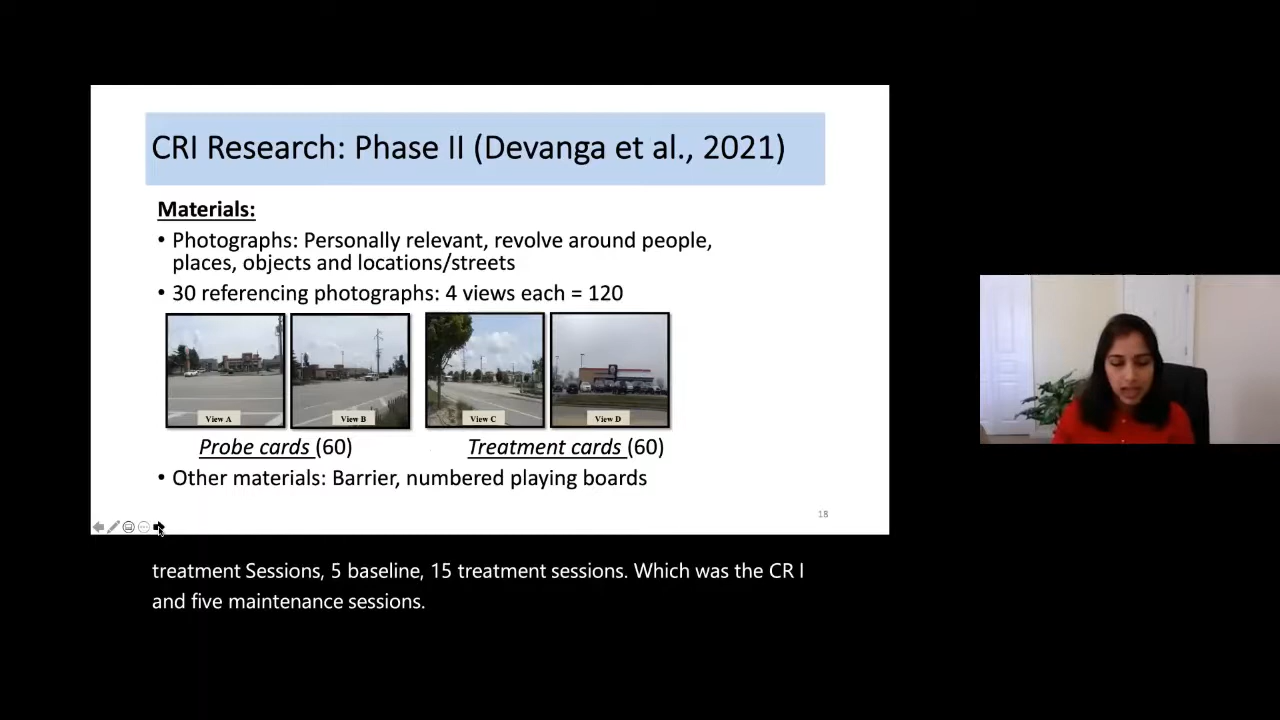 CRI Research: Phase II (Devanga et al., 2021)
Materials:
• Photographs: Personally relevant, revolve around people,
places, objects and locations/streets
• 30 referencing photographs: 4 views each = 120
View A View B View C View D
Probe cards (60) Treatment cards (60)
• Other materials: Barrier, numbered playing boards
18
treatment Sessions, 5 baseline, 15 treatment sessions. Which was the CR I
and five maintenance sessions.